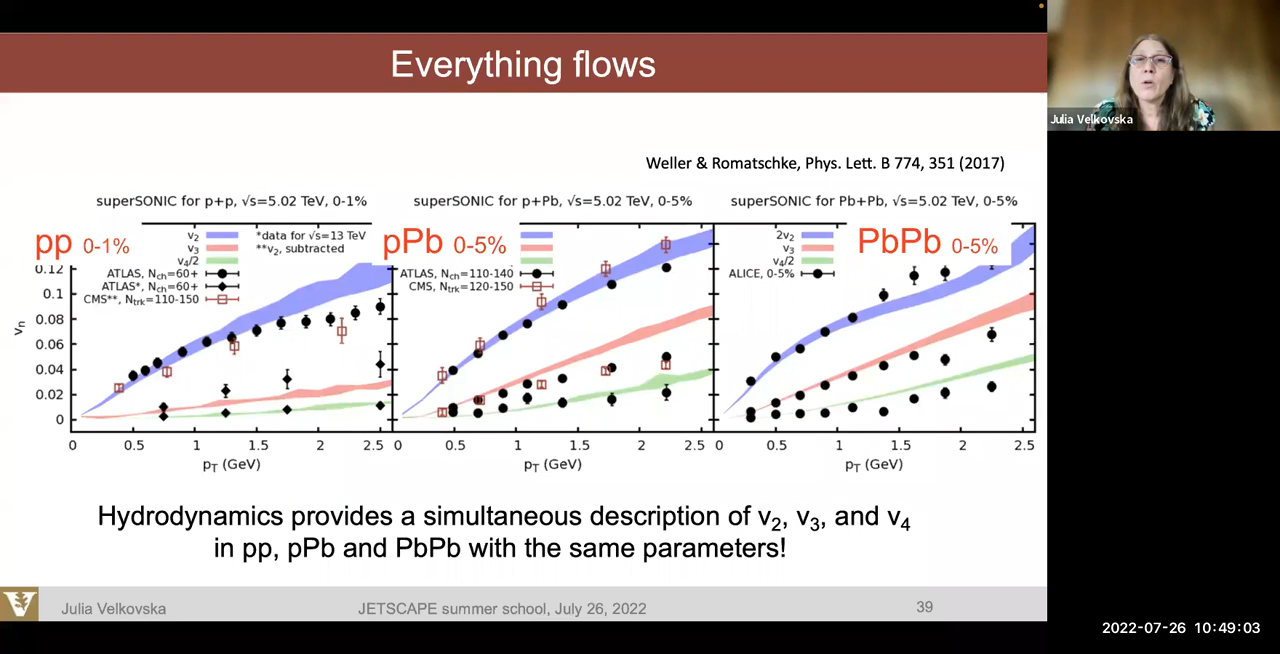 Everything flows
Julia Velkovska
Weller & Romatschke, Phys. Lett. B 774, 351 (2017)
superSONIC for p+p, √s=5.02 TeV, 0-1%
superSONIC for p+Pb, √s=5.02 TeV, 0-5%
superSONIC for Pb+Pb, √s=5.02 TeV, 0-5%
pp 0-1%
v₂
v₃
v₄/2
*data for √s=13 TeV
**v₂, subtracted
ATLAS, Nch=60+
ATLAS*, Nch=60+
CMS**, Ntrk=110-150
pPb 0-5%
ATLAS, Nch=110-140
CMS, Ntrk=120-150
PbPb 0-5%
2v₂
v₃
v₄/2
ALICE, 0-5%
vn
0.12
0.1
0.08
0.06
0.04
0.02
0
0 0.5 1 1.5 2 2.5
0 0.5 1 1.5 2 2.5
0 0.5 1 1.5 2 2.5
pT (GeV)
pT (GeV)
pT (GeV)
Hydrodynamics provides a simultaneous description of v₂, v₃, and v₄
in pp, pPb and PbPb with the same parameters!
Julia Velkovska
JETSCAPE summer school, July 26, 2022
39
2022-07-26 10:49:03